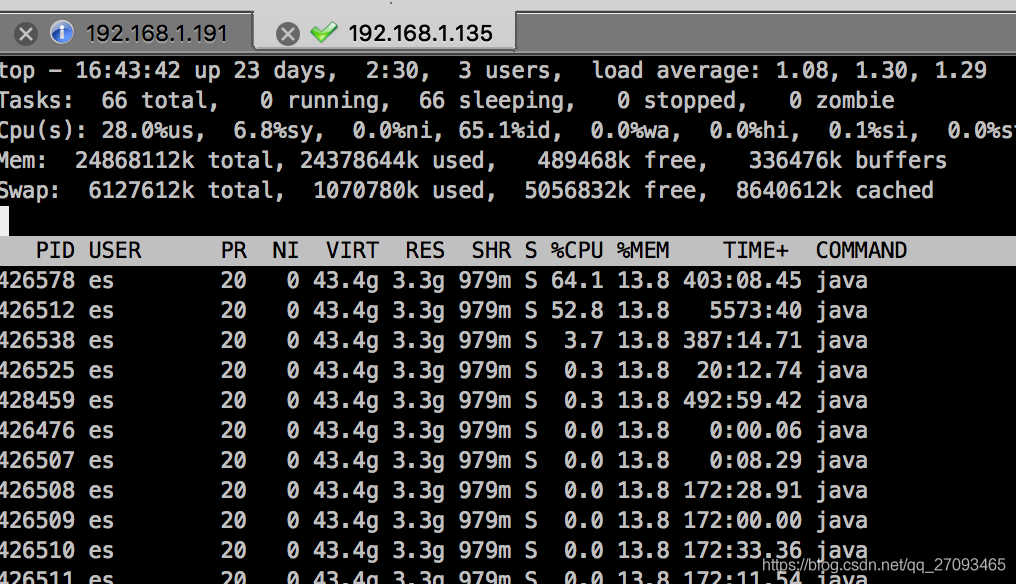 192.168.1.191 192.168.1.135
top - 16:43:42 up 23 days, 2:30, 3 users, load average: 1.08, 1.30, 1.29
Tasks: 66 total, 0 running, 66 sleeping, 0 stopped, 0 zombie
Cpu(s): 28.0%us, 6.8%sy, 0.0%ni, 65.1%id, 0.0%wa, 0.0%hi, 0.1%si, 0.0%st
Mem: 24868112k total, 24378644k used, 489468k free, 336476k buffers
Swap: 6127612k total, 1070780k used, 5056832k free, 8640612k cached
PID USER PR NI VIRT RES SHR S %CPU %MEM TIME+ COMMAND
426578 es 20 0 43.4g 3.3g 979m S 64.1 13.8 403:08.45 java
426512 es 20 0 43.4g 3.3g 979m S 52.8 13.8 5573:40 java
426538 es 20 0 43.4g 3.3g 979m S 3.7 13.8 387:14.71 java
426525 es 20 0 43.4g 3.3g 979m S 0.3 13.8 20:12.74 java
428459 es 20 0 43.4g 3.3g 979m S 0.3 13.8 492:59.42 java
426476 es 20 0 43.4g 3.3g 979m S 0.0 13.8 0:00.06 java
426507 es 20 0 43.4g 3.3g 979m S 0.0 13.8 0:08.29 java
426508 es 20 0 43.4g 3.3g 979m S 0.0 13.8 172:28.91 java
426509 es 20 0 43.4g 3.3g 979m S 0.0 13.8 172:00.00 java
426510 es 20 0 43.4g 3.3g 979m S 0.0 13.8 172:33.36 java
426511 es 20 0 43.4g 3.3g 979m S 0.0 13.8 172:11.54 java
https://blog.csdn.net/qq_27093465